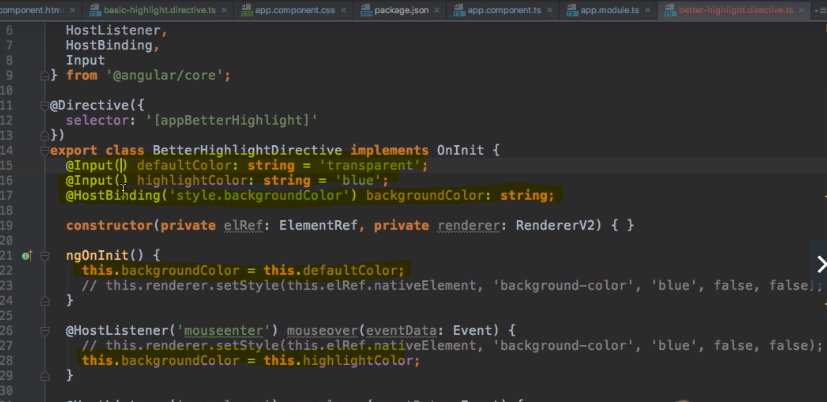 component.html basic-highlight.directive.ts app.component.css package.json app.component.ts app.module.ts better-highlight.directive.ts
6 HostListener,
7 HostBinding,
8 Input
9 } from '@angular/core';
10
11 @Directive({
12 selector: '[appBetterHighlight]'
13 })
14 export class BetterHighlightDirective implements OnInit {
15 @Input() defaultColor: string = 'transparent';
16 @Input() highlightColor: string = 'blue';
17 @HostBinding('style.backgroundColor') backgroundColor: string;
18
19 constructor(private elRef: ElementRef, private renderer: RendererV2) { }
20
21 ngOnInit() {
22 this.backgroundColor = this.defaultColor;
23 // this.renderer.setStyle(this.elRef.nativeElement, 'background-color', 'blue', false, false);
24 }
25
26 @HostListener('mouseenter') mouseover(eventData: Event) {
27 // this.renderer.setStyle(this.elRef.nativeElement, 'background-color', 'blue', false, false);
28 this.backgroundColor = this.highlightColor;
29 }
30